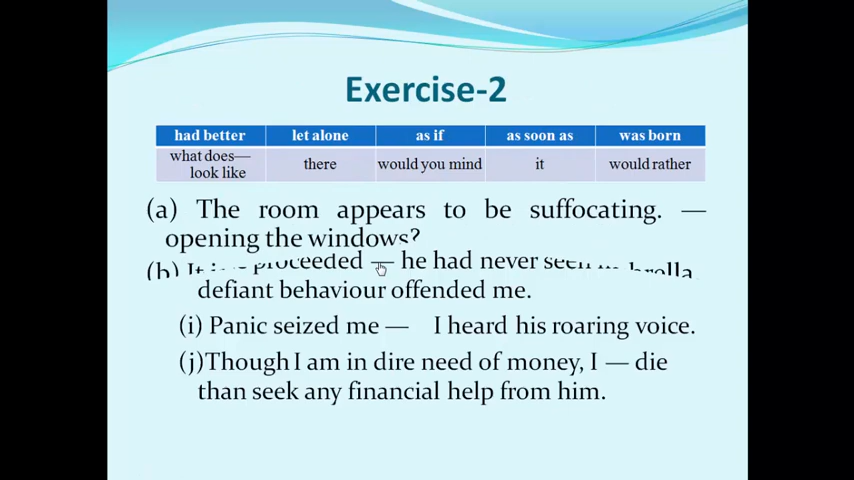 Exercise-2
had better let alone as if as soon as was born
what does— look like there would you mind it would rather
(a) The room appears to be suffocating. —
opening the windows?
(b) It proceeded — he had never seen
defiant behaviour offended me.
(i) Panic seized me — I heard his roaring voice.
(j)Though I am in dire need of money, I — die
than seek any financial help from him.